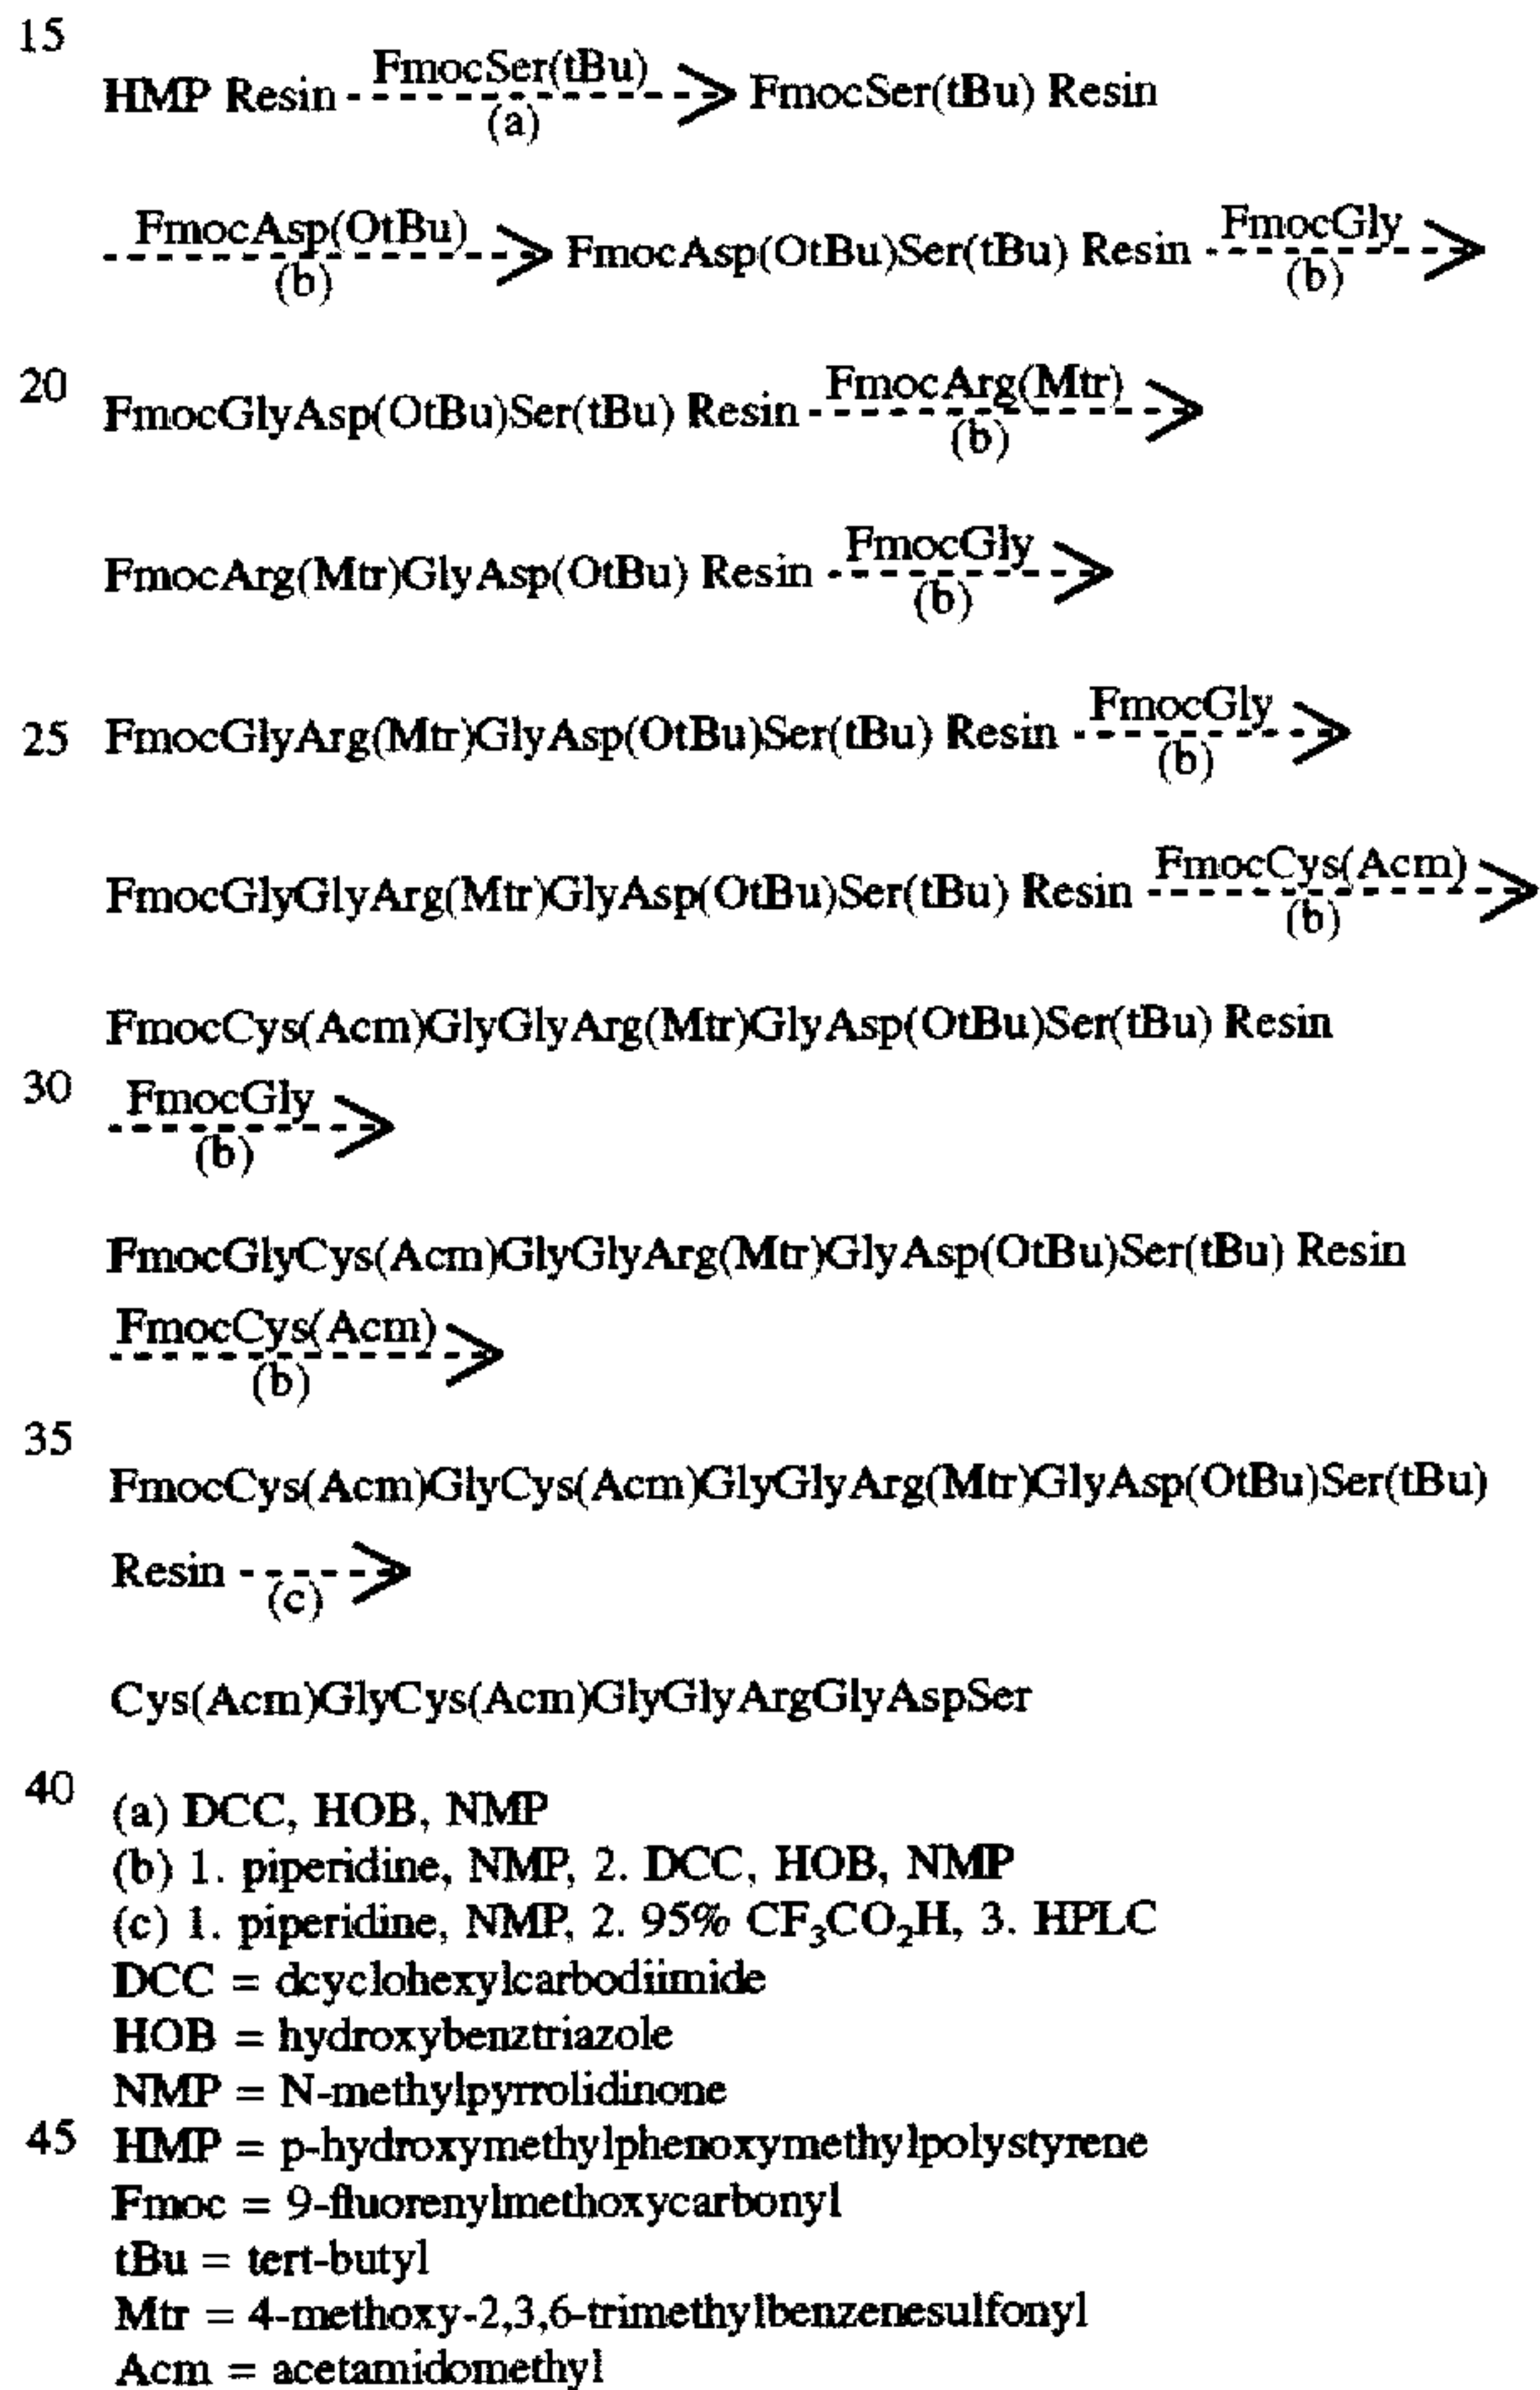 15
FmocSer(tBu)
HMP Resin -----------> FmocSer(tBu) Resin
(a)
FmocAsp(OtBu) FmocGly
-----------> FmocAsp(OtBu)Ser(tBu) Resin ----------->
(b) (b)
20
FmocArg(Mtr)
FmocGlyAsp(OtBu)Ser(tBu) Resin ----------->
(b)
FmocGly
FmocArg(Mtr)GlyAsp(OtBu) Resin ----------->
(b)
FmocGly
25 FmocGlyArg(Mtr)GlyAsp(OtBu)Ser(tBu) Resin ----------->
(b)
FmocCys(Acm)
FmocGlyGlyArg(Mtr)GlyAsp(OtBu)Ser(tBu) Resin ----------->
(b)
FmocCys(Acm)GlyGlyArg(Mtr)GlyAsp(OtBu)Ser(tBu) Resin
30 FmocGly
----------->
(b)
FmocGlyCys(Acm)GlyGlyArg(Mtr)GlyAsp(OtBu)Ser(tBu) Resin
FmocCys(Acm)
----------->
(b)
35
FmocCys(Acm)GlyCys(Acm)GlyGlyArg(Mtr)GlyAsp(OtBu)Ser(tBu)
Resin ------>
(c)
Cys(Acm)GlyCys(Acm)GlyGlyArgGlyAspSer
40
(a) DCC, HOB, NMP
(b) 1. piperidine, NMP, 2. DCC, HOB, NMP
(c) 1. piperidine, NMP, 2. 95% CF₃CO₂H, 3. HPLC
DCC = dcyclohexylcarbodiimide
HOB = hydroxybenztriazole
NMP = N-methylpyrrolidinone
45 HMP = p-hydroxymethylphenoxymethylpolystyrene
Fmoc = 9-fluorenylmethoxycarbonyl
tBu = tert-butyl
Mtr = 4-methoxy-2,3,6-trimethylbenzenesulfonyl
Acm = acetamidomethyl